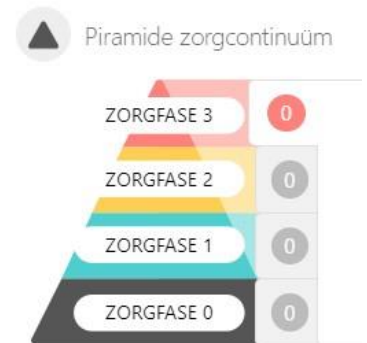 Piramide zorgcontinuüm
ZORGFASE 3 0
ZORGFASE 2 0
ZORGFASE 1 0
ZORGFASE 0 0